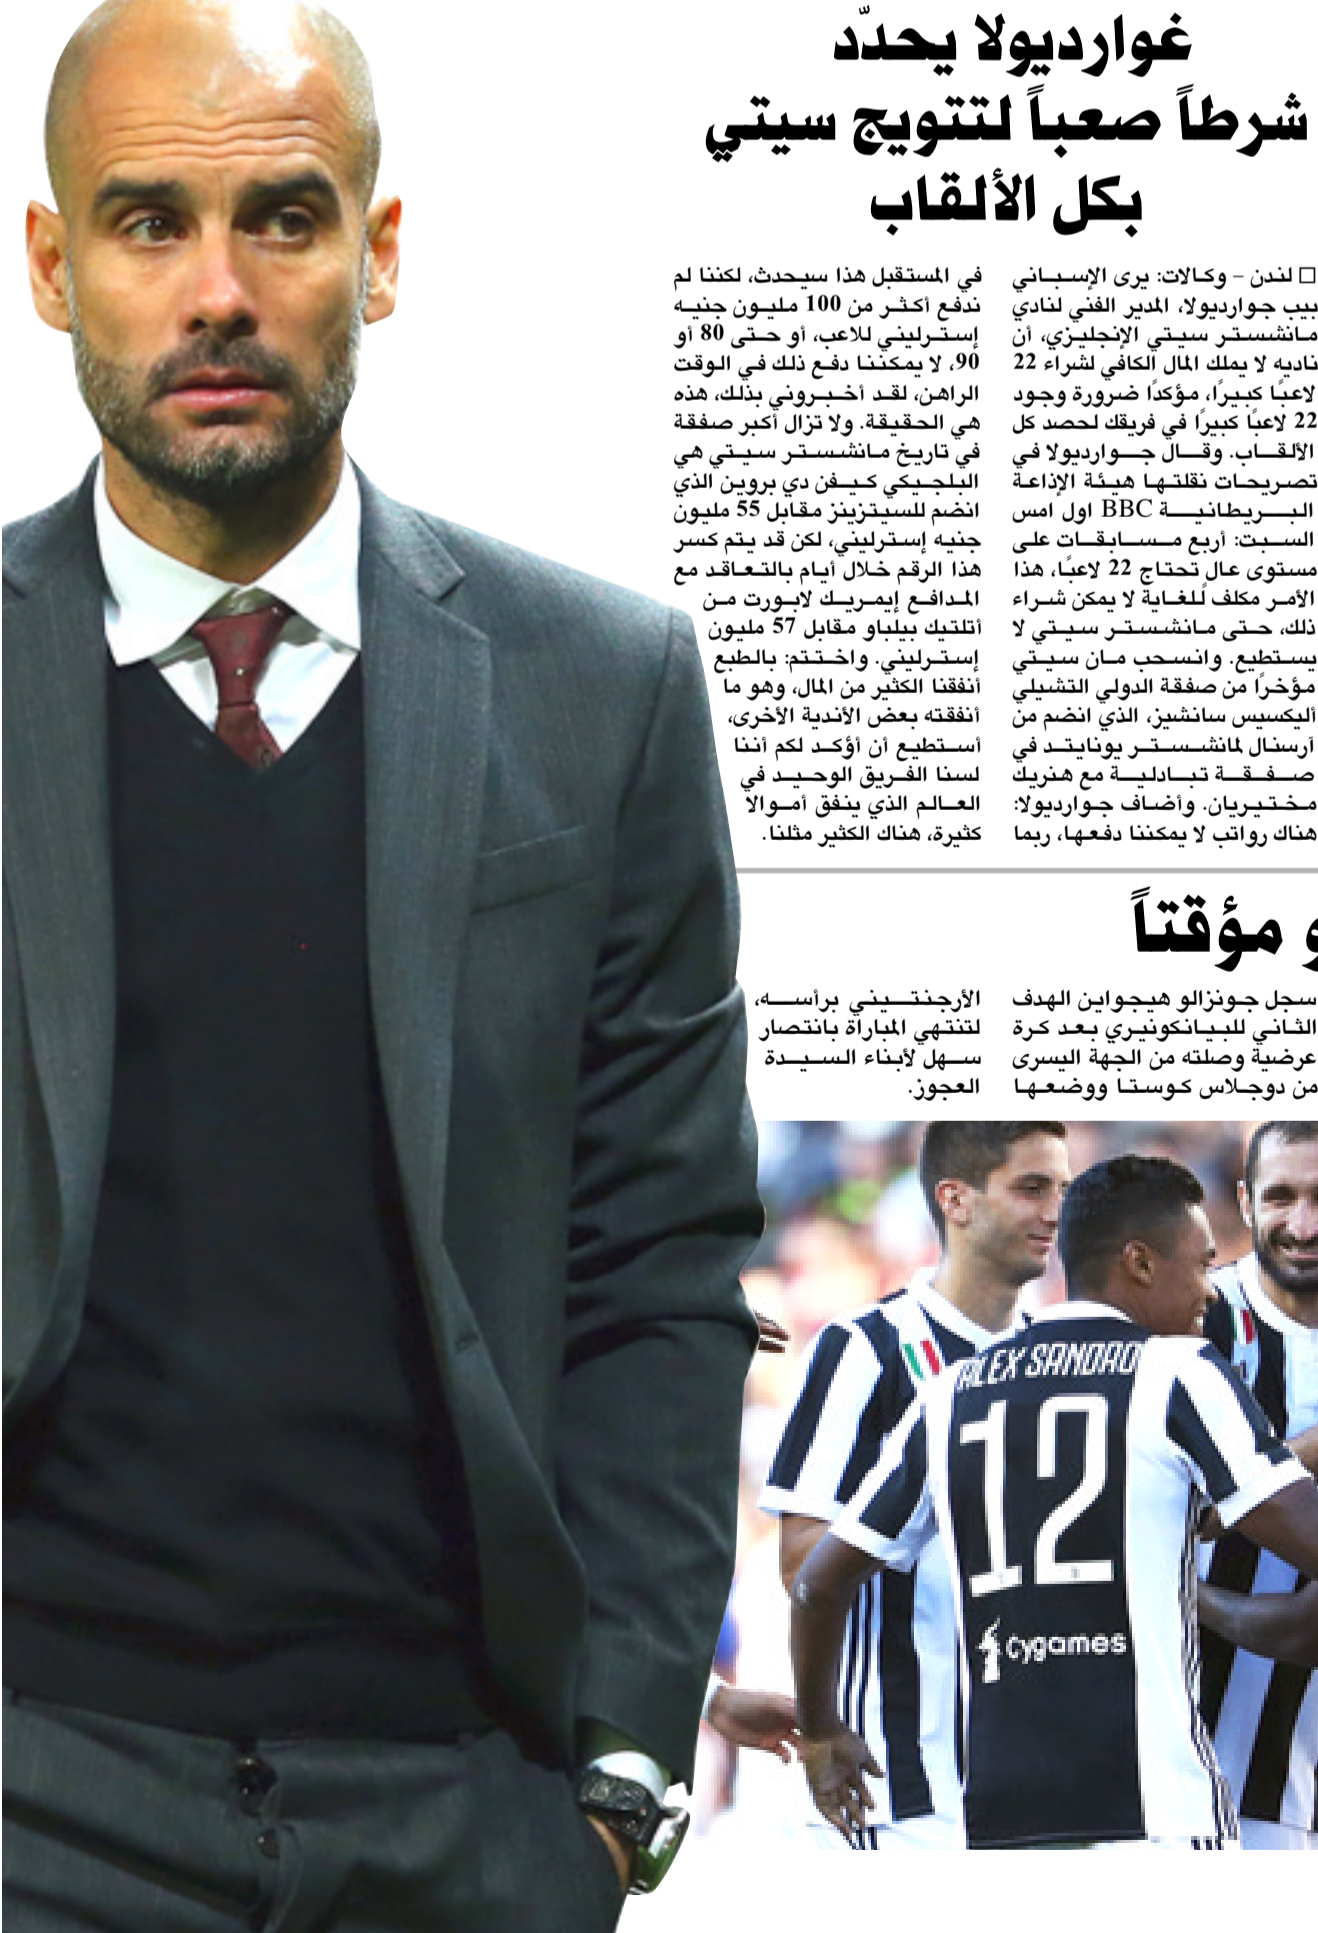 غوارديولا يحدّد
شرطاً صعباً لتتويج سيتي
بكل الألقاب
□ لندن – وكالات: يرى الإسباني
بيب جوارديولا، المدير الفني لنادي
مانشستر سيتي الإنجليزي، أن
ناديه لا يملك المال الكافي لشراء 22
لاعبًا كبيرًا، مؤكدًا ضرورة وجود
22 لاعبًا كبيرًا في فريقك لحصد كل
الألقاب. وقال جوارديولا في
تصريحات نقلتها هيئة الإذاعة
البريطانية BBC اول امس
السبت: أربع مسابقات على
مستوى عالٍ تحتاج 22 لاعبًا، هذا
الأمر مكلف للغاية لا يمكن شراء
ذلك، حتى مانشستر سيتي لا
يستطيع. وانسحب مان سيتي
مؤخرًا من صفقة الدولي التشيلي
أليكسيس سانشيز، الذي انضم من
آرسنال لمانشستر يونايتد في
صفقة تبادلية مع هنريك
مختيريان. وأضاف جوارديولا:
هناك رواتب لا يمكننا دفعها، ربما
في المستقبل هذا سيحدث، لكننا لم
ندفع أكثر من 100 مليون جنيه
إسترليني للاعب، أو حتى 80 أو
90، لا يمكننا دفع ذلك في الوقت
الراهن، لقد أخبروني بذلك، هذه
هي الحقيقة. ولا تزال أكبر صفقة
في تاريخ مانشستر سيتي هي
البلجيكي كيفن دي بروين الذي
انضم للسيتزينز مقابل 55 مليون
جنيه إسترليني، لكن قد يتم كسر
هذا الرقم خلال أيام بالتعاقد مع
المدافع إيمريك لابورت من
أتلتيك بيلباو مقابل 57 مليون
إسترليني. واختتم: بالطبع
أنفقنا الكثير من المال، وهو ما
أنفقته بعض الأندية الأخرى،
أستطيع أن أؤكد لكم أننا
لسنا الفريق الوحيد في
العالم الذي ينفق أموالا
كثيرة، هناك الكثير مثلنا.
و مؤقتاً
سجل جونزالو هيجواين الهدف
الثاني للبيانكونيري بعد كرة
عرضية وصلته من الجهة اليسرى
من دوجلاس كوستا ووضعها
الأرجنتيني برأسه،
لتنتهي المباراة بانتصار
سهل لأبناء السيدة
العجوز.
ALEX SANDRO
12
cygames